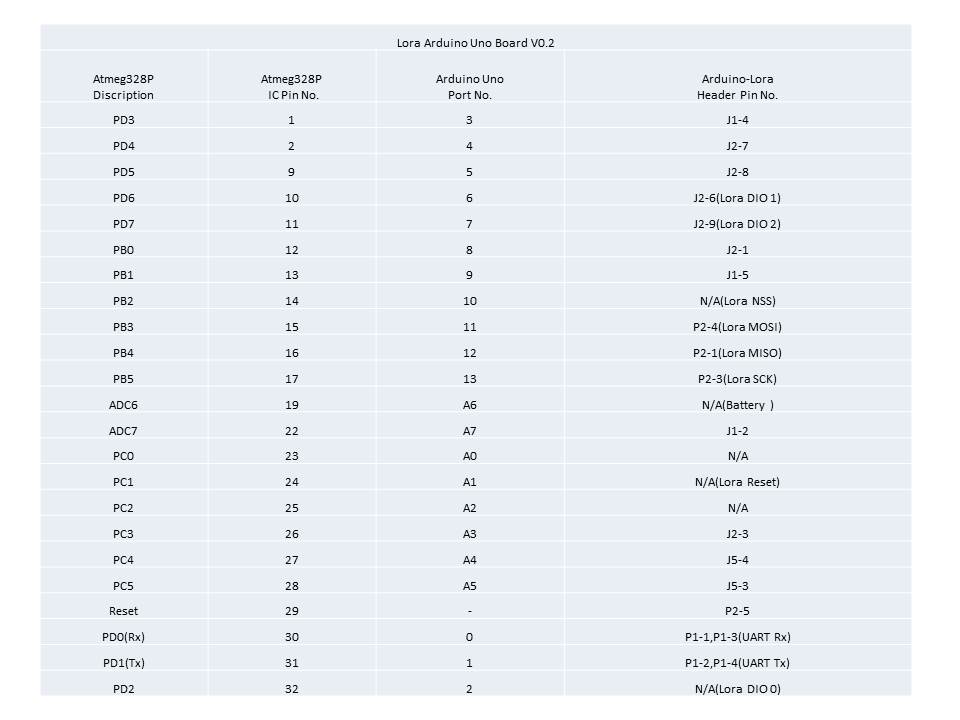 Lora Arduino Uno Board V0.2
Atmeg328P Discription Atmeg328P IC Pin No. Arduino Uno Port No. Arduino-Lora Header Pin No.
PD3 1 3 J1-4
PD4 2 4 J2-7
PD5 9 5 J2-8
PD6 10 6 J2-6(Lora DIO 1)
PD7 11 7 J2-9(Lora DIO 2)
PB0 12 8 J2-1
PB1 13 9 J1-5
PB2 14 10 N/A(Lora NSS)
PB3 15 11 P2-4(Lora MOSI)
PB4 16 12 P2-1(Lora MISO)
PB5 17 13 P2-3(Lora SCK)
ADC6 19 A6 N/A(Battery )
ADC7 22 A7 J1-2
PC0 23 A0 N/A
PC1 24 A1 N/A(Lora Reset)
PC2 25 A2 N/A
PC3 26 A3 J2-3
PC4 27 A4 J5-4
PC5 28 A5 J5-3
Reset 29 - P2-5
PD0(Rx) 30 0 P1-1,P1-3(UART Rx)
PD1(Tx) 31 1 P1-2,P1-4(UART Tx)
PD2 32 2 N/A(Lora DIO 0)